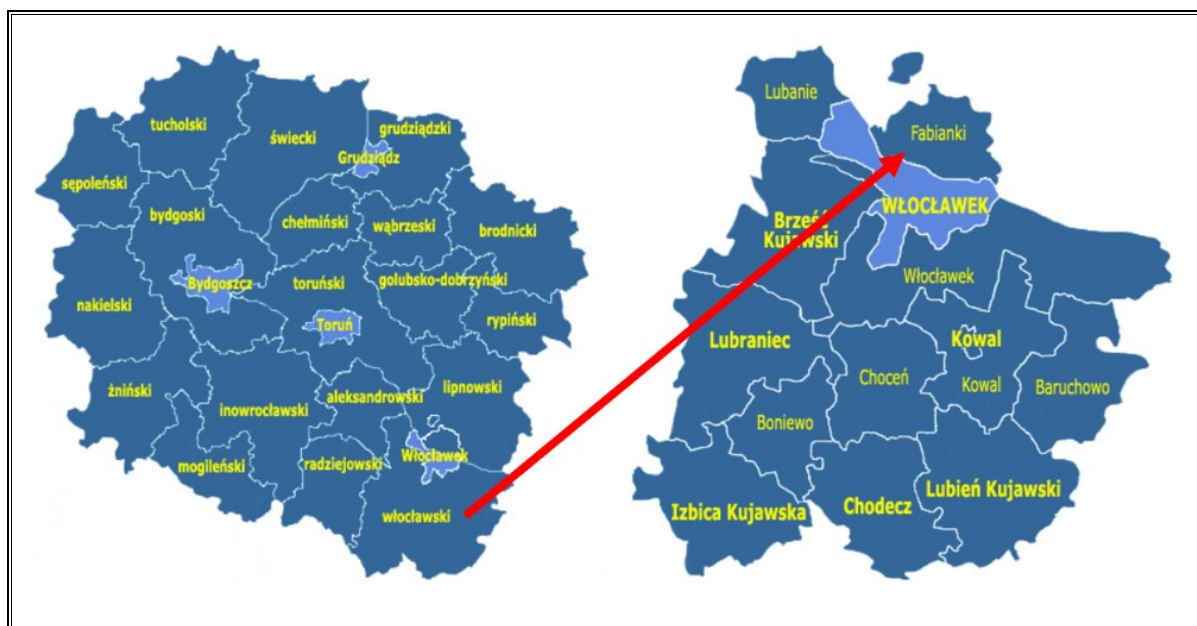 tucholski
świecki
grudziądzki
Grudziądz
sępoleński
bydgoski
chełmiński
wąbrzeski
brodnicki
Bydgoszcz
toruński
golubsko-dobrzyński
nakielski
Toruń
rypiński
żniński
inowrocławski
aleksandrowski
lipnowski
mogileński
radziejowski
Włocławek
włocławski
Lubanie
Fabianki
WŁOCŁAWEK
Brześć
Kujawski
Włocławek
Lubraniec
Kowal
Choceń
Kowal
Baruchowo
Boniewo
Izbica Kujawska
Chodecz
Lubień Kujawski